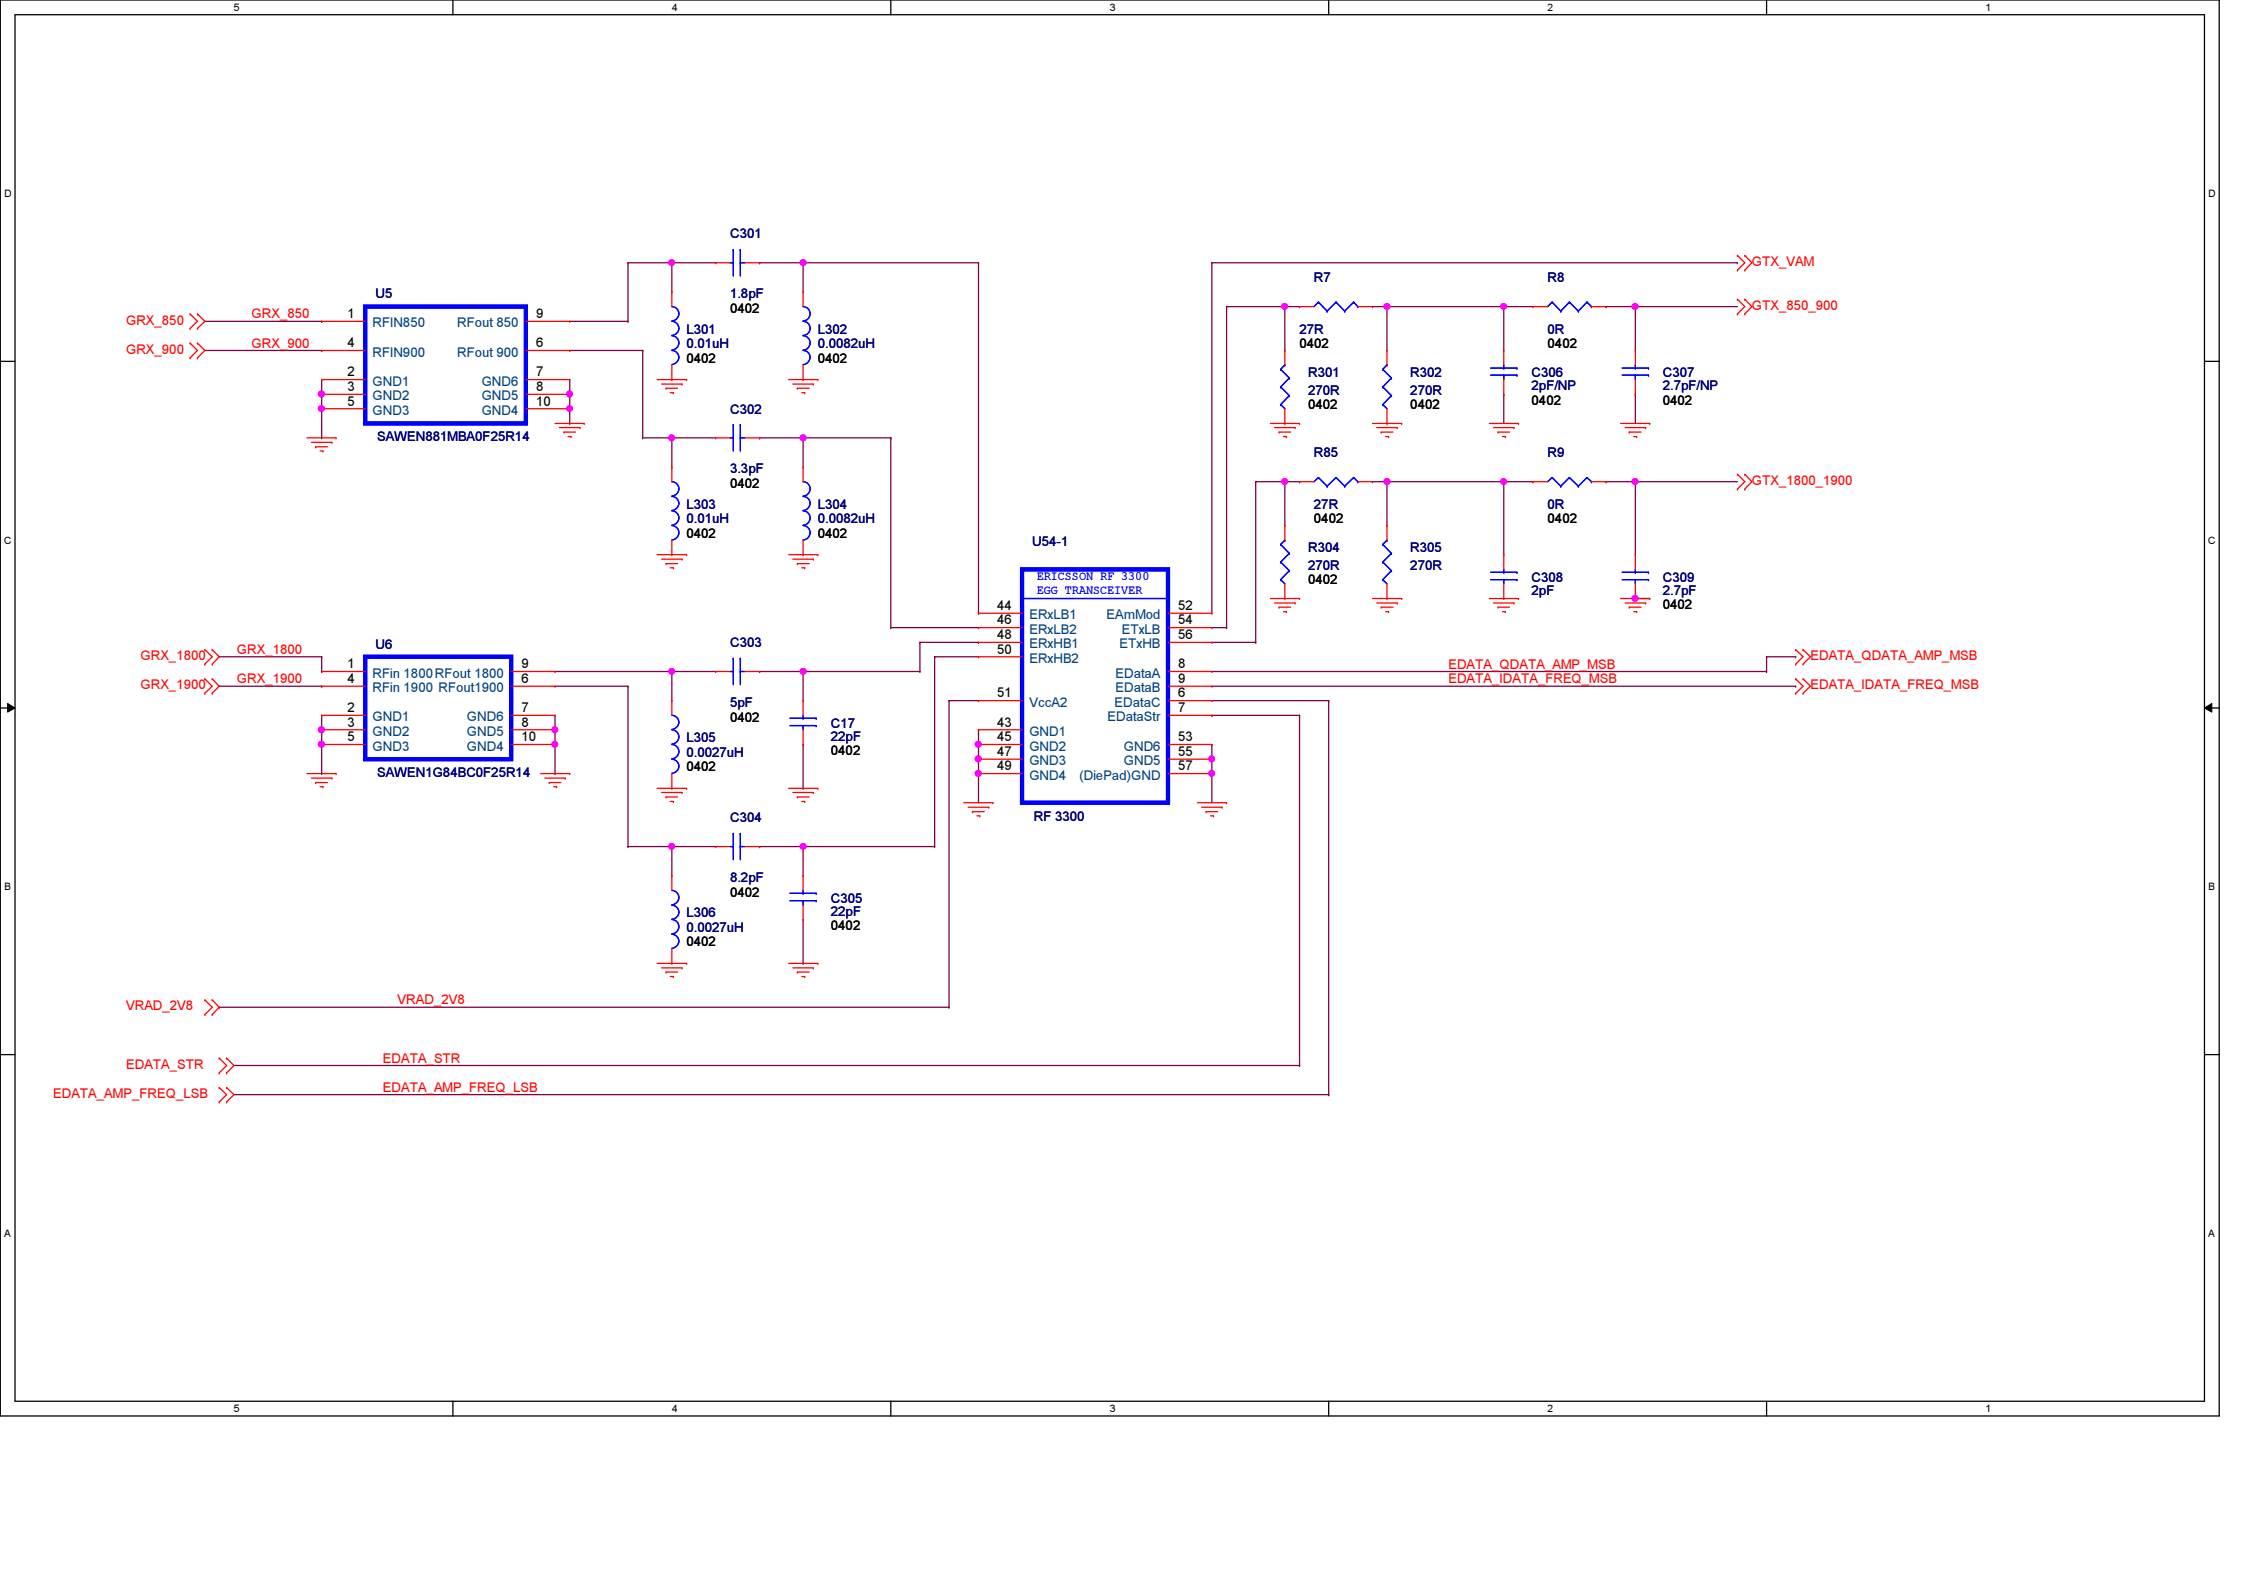 5 4 3 2 1
D D
C301
1.8pF
0402
GTX_VAM
R7 R8
GTX_850_900
U5
GRX_850 GRX_850 1 RFIN850 RFout 850 9
GRX_900 GRX_900 4 RFIN900 RFout 900 6
2 GND1 GND6 7
3 GND2 GND5 8
5 GND3 GND4 10
SAWEN881MBA0F25R14
L301
0.01uH
0402
L302
0.0082uH
0402
27R
0402
0R
0402
R301
270R
0402
R302
270R
0402
C306
2pF/NP
0402
C307
2.7pF/NP
0402
C302
3.3pF
0402
L303
0.01uH
0402
L304
0.0082uH
0402
R85 R9
GTX_1800_1900
27R
0402
0R
0402
R304
270R
0402
R305
270R
C308
2pF
C309
2.7pF
0402
C C
U54-1
ERICSSON RF 3300
EGG TRANSCEIVER
44 ERxLB1 EAmMod 52
46 ERxLB2 ETxLB 54
48 ERxHB1 ETxHB 56
50 ERxHB2
EDataA 8
EDataB 9
51 VccA2 EDataC 6
EDataStr 7
43 GND1
45 GND2 GND6 53
47 GND3 GND5 55
49 GND4 (DiePad)GND 57
RF 3300
EDATA_QDATA_AMP_MSB EDATA_QDATA_AMP_MSB
EDATA_IDATA_FREQ_MSB EDATA_IDATA_FREQ_MSB
U6
GRX_1800 GRX_1800 1 RFin 1800 RFout 1800 9
GRX_1900 GRX_1900 4 RFin 1900 RFout1900 6
2 GND1 GND6 7
3 GND2 GND5 8
5 GND3 GND4 10
SAWEN1G84BC0F25R14
C303
5pF
0402
L305
0.0027uH
0402
C17
22pF
0402
C304
8.2pF
0402
L306
0.0027uH
0402
C305
22pF
0402
B B
VRAD_2V8 VRAD_2V8
EDATA_STR EDATA_STR
EDATA_AMP_FREQ_LSB EDATA_AMP_FREQ_LSB
A A
5 4 3 2 1